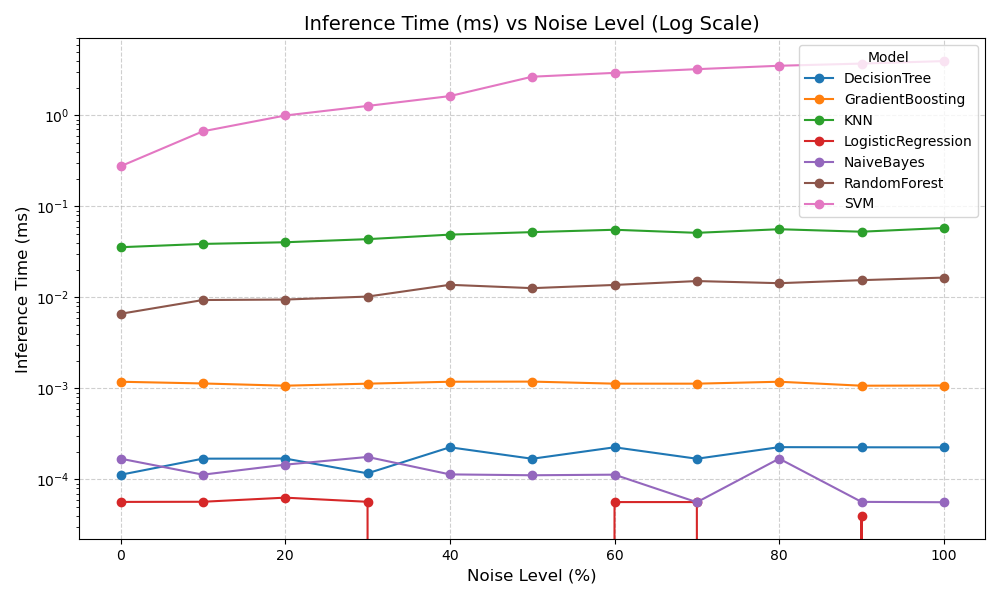 Inference Time (ms) vs Noise Level (Log Scale)
Model
DecisionTree
GradientBoosting
KNN
LogisticRegression
NaiveBayes
RandomForest
SVM
Inference Time (ms)
10⁰
10⁻¹
10⁻²
10⁻³
10⁻⁴
0 20 40 60 80 100
Noise Level (%)